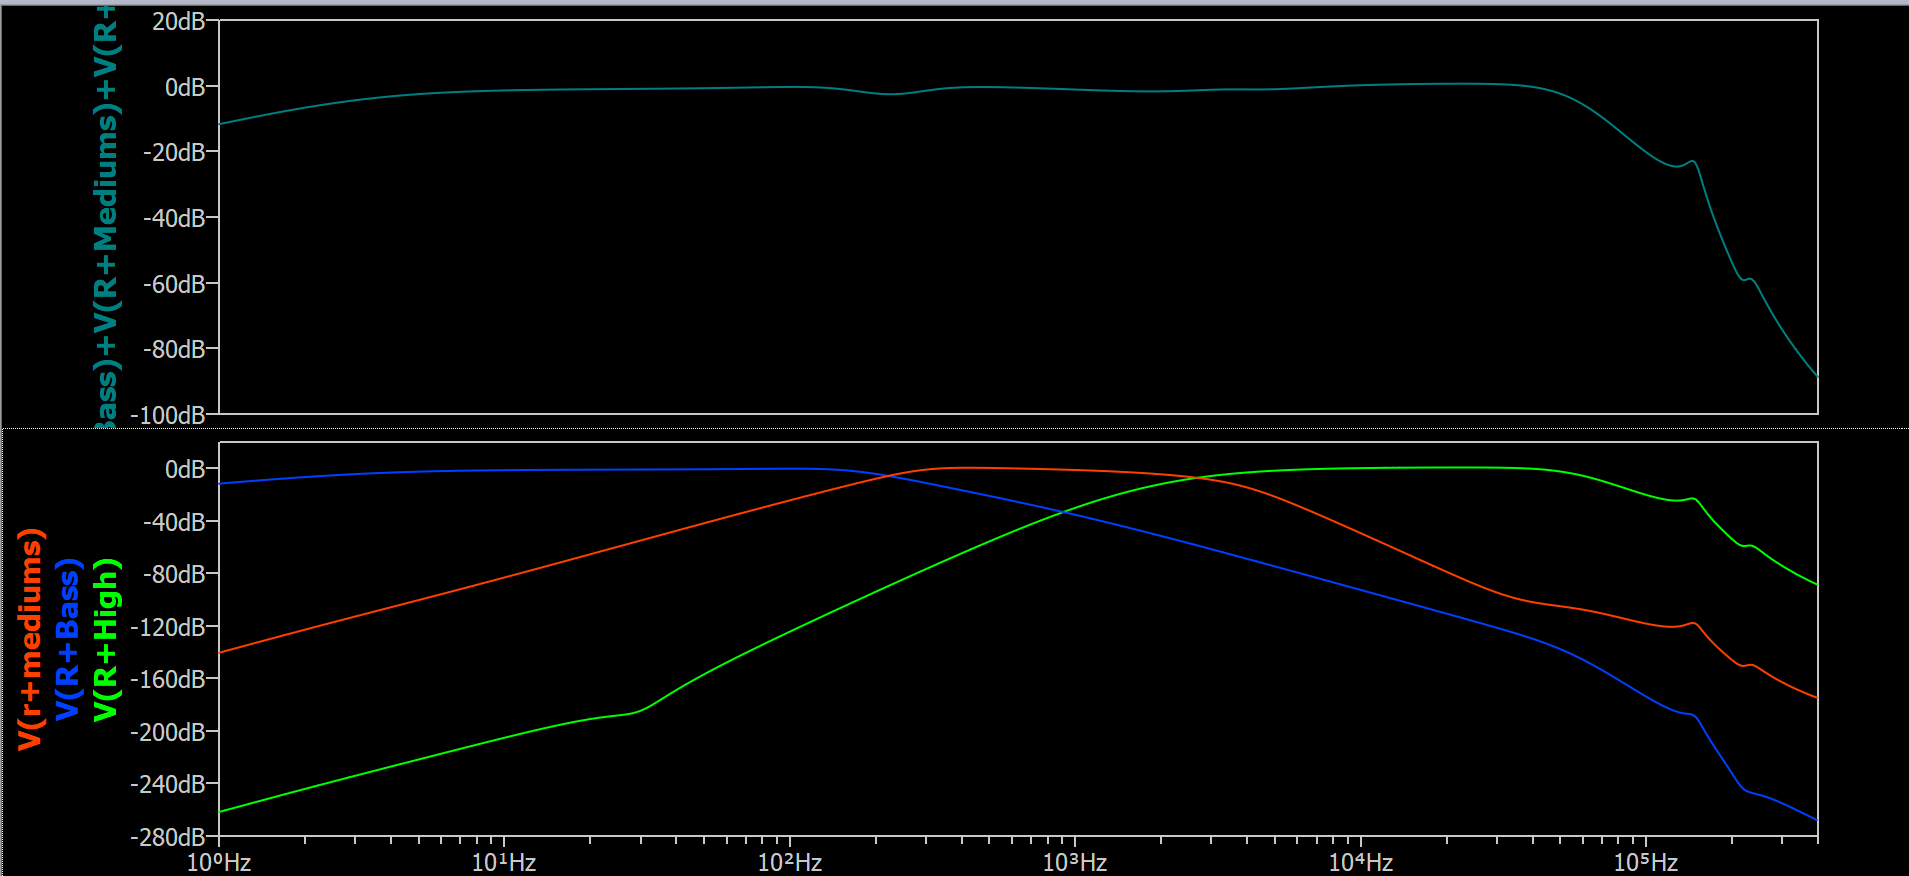 Bass)+V(R+Mediums)+V(R+
20dB
0dB
-20dB
-40dB
-60dB
-80dB
-100dB
V(r+mediums)
V(R+Bass)
V(R+High)
0dB
-40dB
-80dB
-120dB
-160dB
-200dB
-240dB
-280dB
10⁰Hz
10¹Hz
10²Hz
10³Hz
10⁴Hz
10⁵Hz